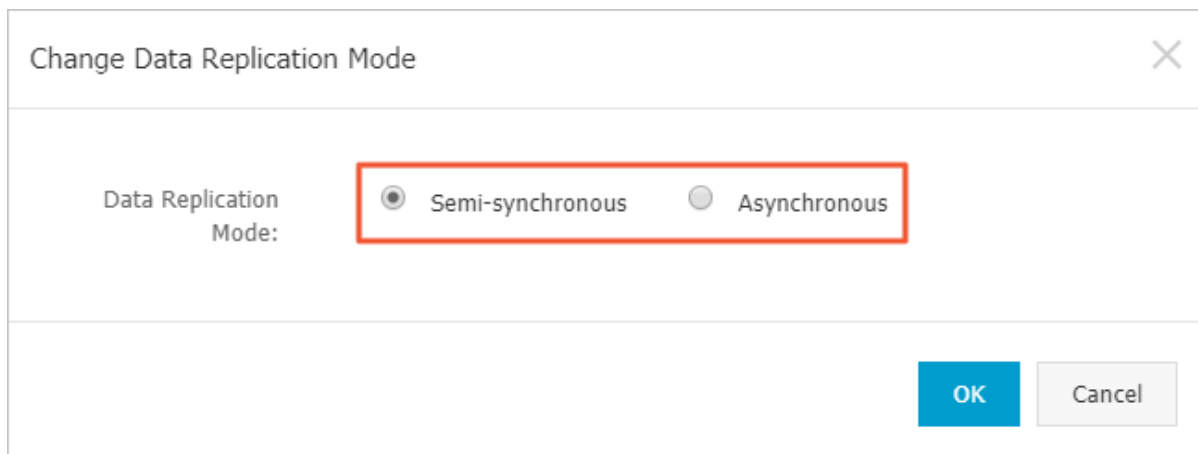 Change Data Replication Mode
Data Replication
Mode:
Semi-synchronous
Asynchronous
OK
Cancel